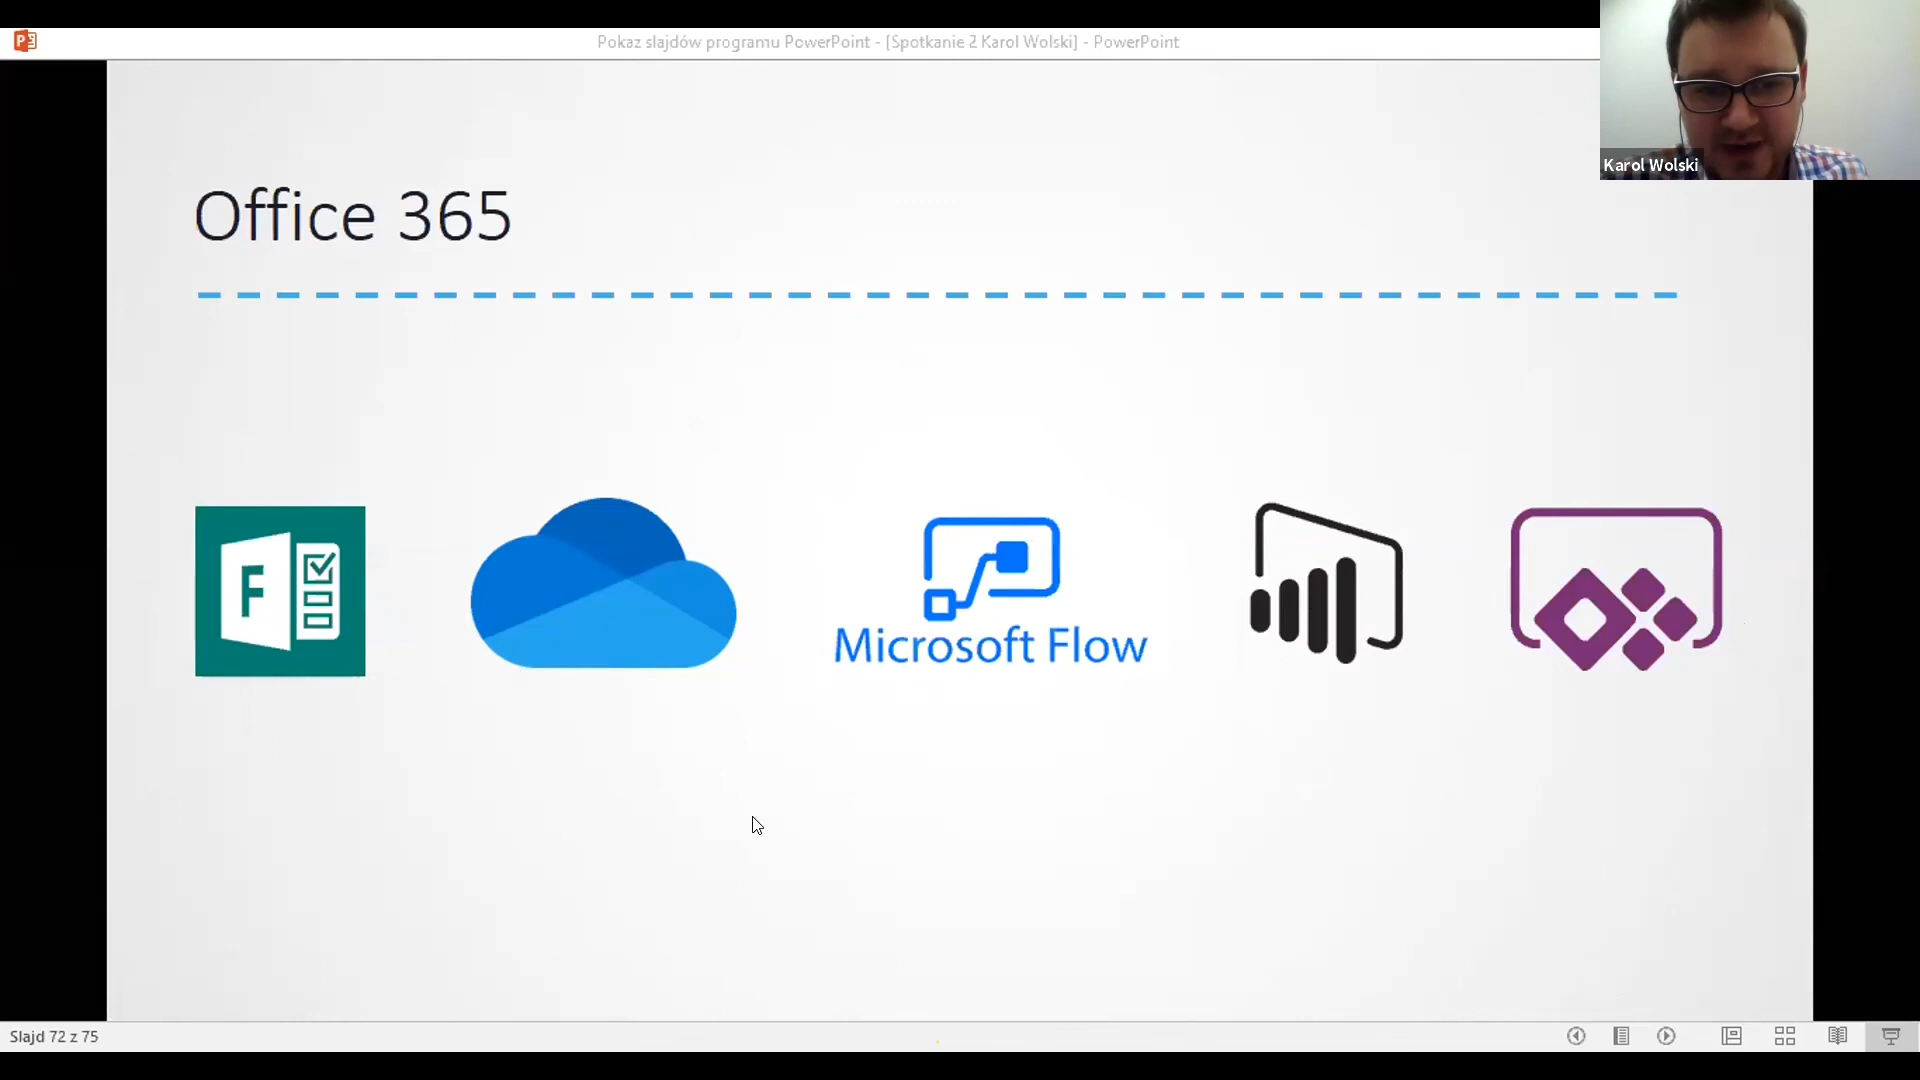 Pokaz slajdów programu PowerPoint - [Spotkanie 2 Karol Wolski] - PowerPoint
Karol Wolski
Office 365
F
Microsoft Flow
Slajd 72 z 75